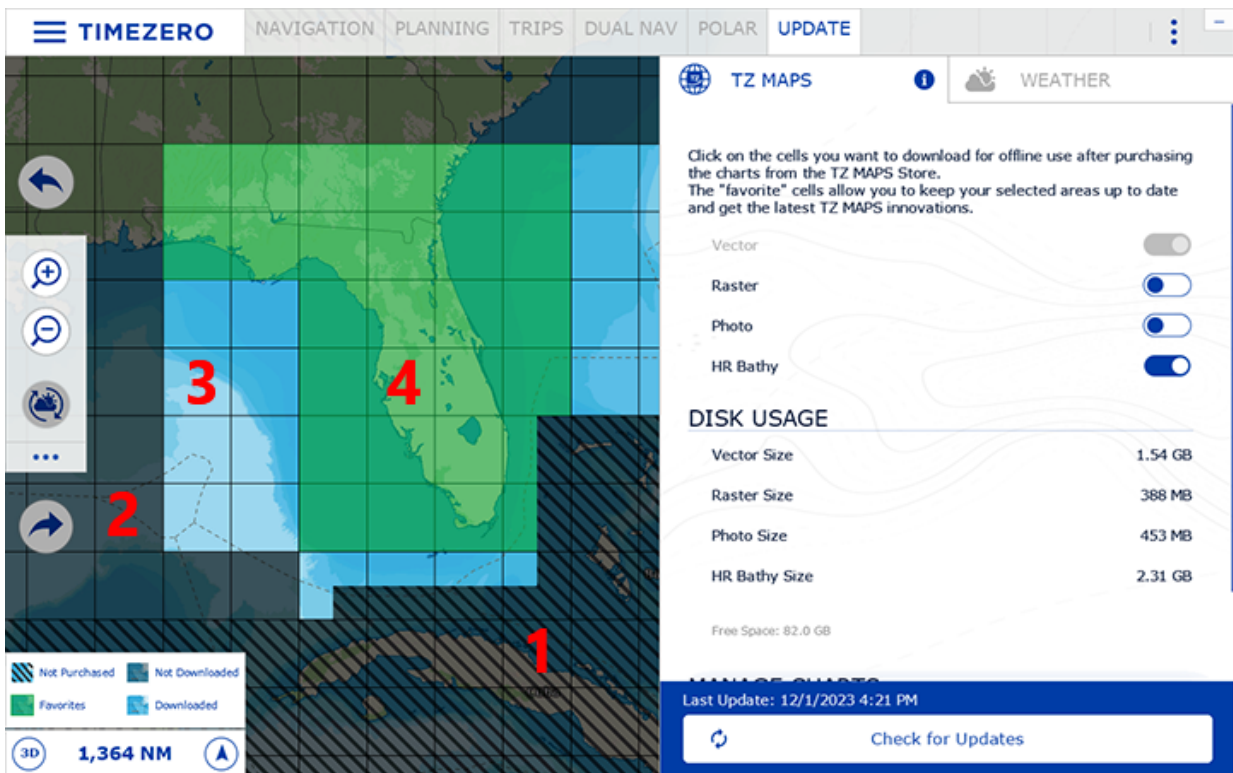 TIMEZERO
NAVIGATION PLANNING TRIPS DUAL NAV POLAR UPDATE
TZ MAPS
WEATHER
Click on the cells you want to download for offline use after purchasing
the charts from the TZ MAPS Store.
The "favorite" cells allow you to keep your selected areas up to date
and get the latest TZ MAPS innovations.
Vector
Raster
Photo
HR Bathy
DISK USAGE
Vector Size 1.54 GB
Raster Size 388 MB
Photo Size 453 MB
HR Bathy Size 2.31 GB
Free Space: 82.0 GB
MANAGE CHARTS
Last Update: 12/1/2023 4:21 PM
Check for Updates
3
4
2
1
Not Purchased Not Downloaded
Favorites Downloaded
3D 1,364 NM